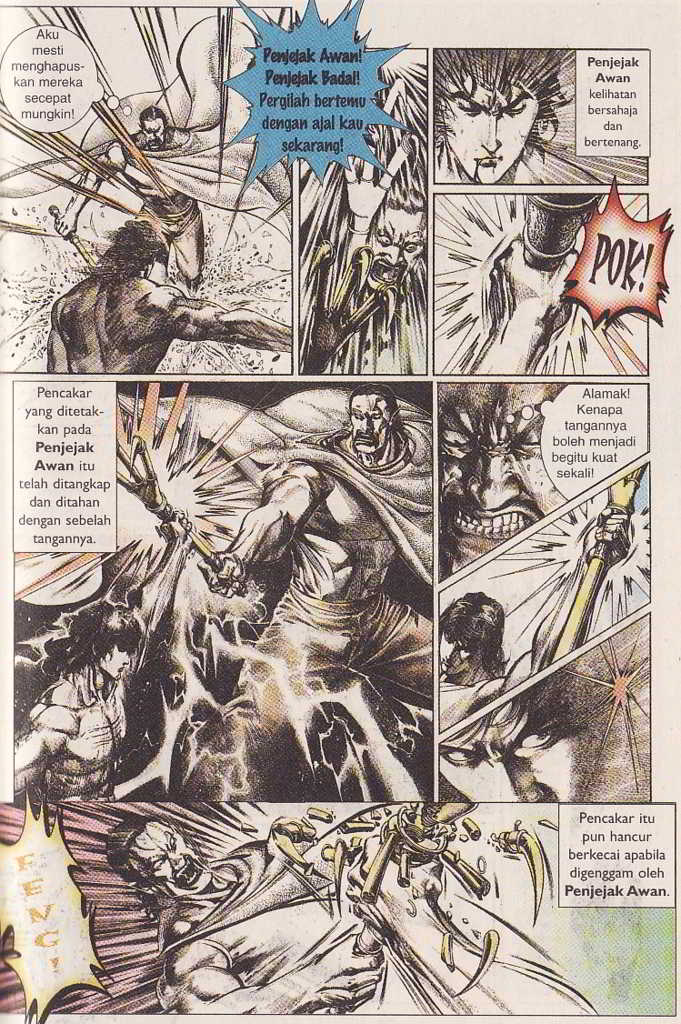 Aku
mesti
menghapus-
kan mereka
secepat
mungkin!
Penjejak Awan!
Penjejak Badai!
Pergilah bertemu
dengan ajal kau
sekarang!
Penjejak
Awan
kelihatan
bersahaja
dan
bertenang.
POK!
Pencakar
yang ditetak-
kan pada
Penjejak
Awan itu
telah ditangkap
dan ditahan
dengan sebelah
tangannya.
Alamak!
Kenapa
tangannya
boleh menjadi
begitu kuat
sekali!
Pencakar itu
pun hancur
berkecai apabila
digenggam oleh
Penjejak Awan.
FENG!